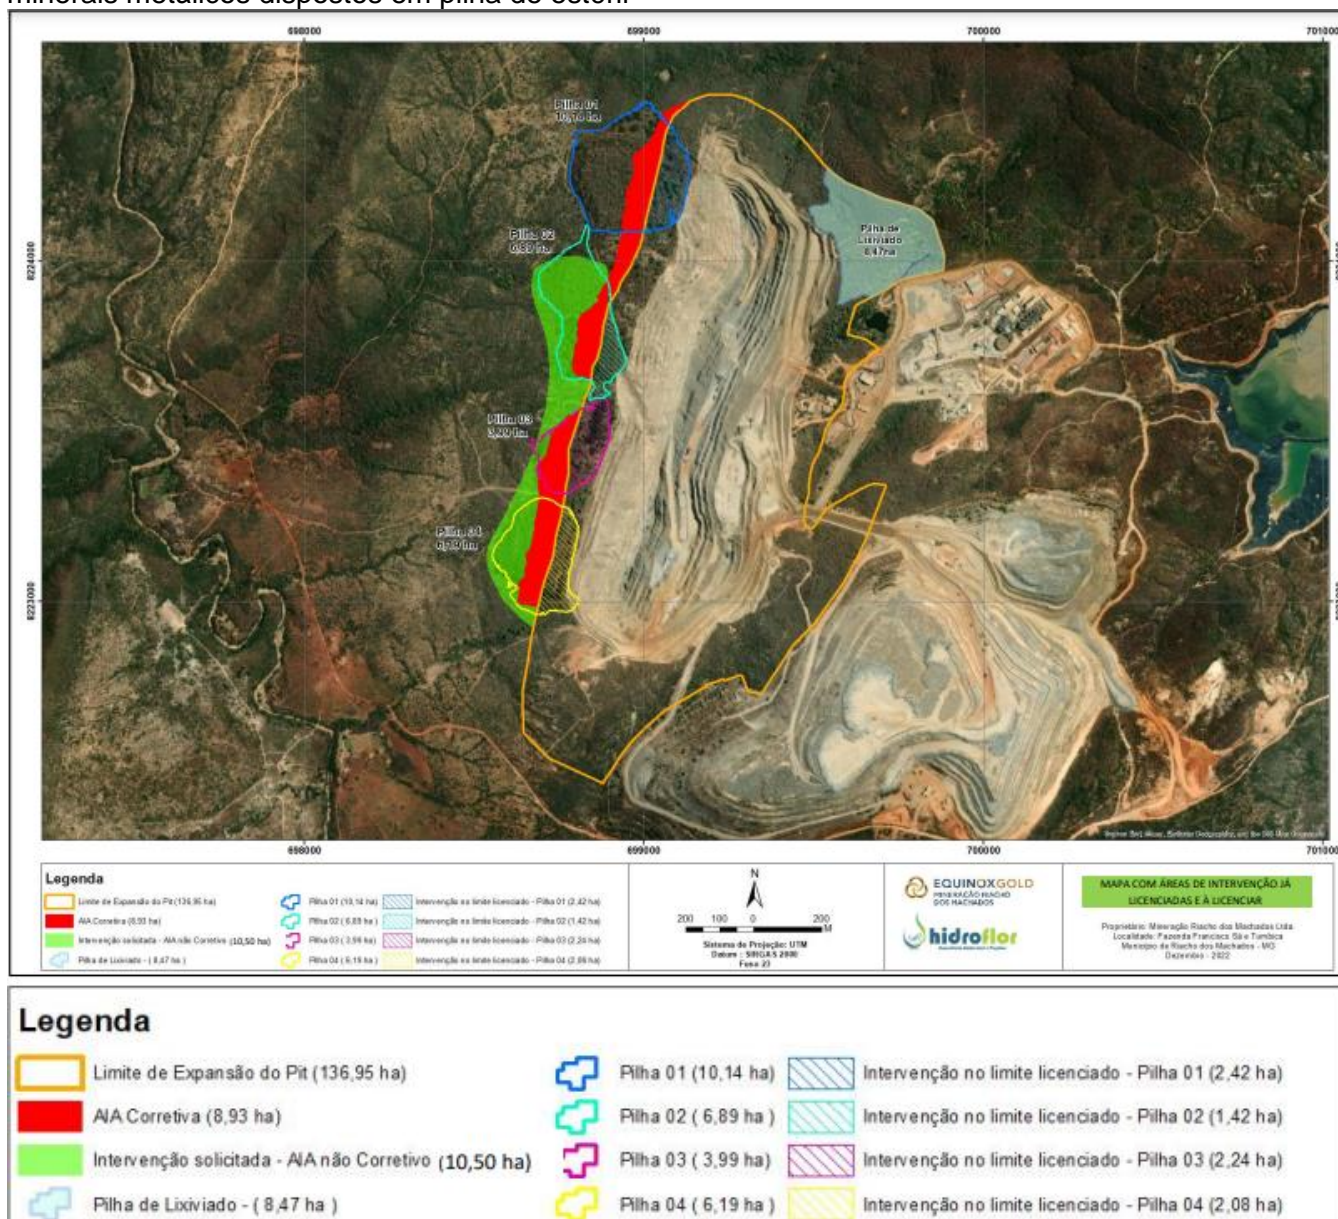 minerais metálicos dispostos em pilha de estéril
698000 699000 700000 701000
Pilha 01
10,14 ha
Pilha 02
6,89 ha
Pilha de
Lixiviado
8,47ha
8224000
Pilha 03
3,99 ha
Pilha 04
6,19 ha
8223000
698000 699000 700000 701000
Legenda
Limite de Expansão do Pit (136,95 ha)
AIA Corretiva (8,93 ha)
Intervenção solicitada - AIA não Corretivo (10,50 ha)
Pilha de Lixiviado - ( 8,47 ha )
Pilha 01 (10,14 ha)
Pilha 02 ( 6,89 ha )
Pilha 03 ( 3,99 ha)
Pilha 04 ( 6,19 ha )
Intervenção no limite licenciado - Pilha 01 (2,42 ha)
Intervenção no limite licenciado - Pilha 02 (1,42 ha)
Intervenção no limite licenciado - Pilha 03 (2,24 ha)
Intervenção no limite licenciado - Pilha 04 (2,08 ha)
N
200 100 0 200
M
Sistema de Projeção: UTM
Datum : SIRGAS 2000
Fuso 23
EQUINOXGOLD
MINERAÇÃO RIACHO
DOS MACHADOS
hidroflor
MAPA COM ÁREAS DE INTERVENÇÃO JÁ
LICENCIADAS E À LICENCIAR
Proprietário: Mineração Riacho dos Machados Ltda
Localidade: Fazenda Francisco Sá e Tumbica
Município de Riacho dos Machados - MG
Dezembro - 2022
Legenda
Limite de Expansão do Pit (136,95 ha)
AIA Corretiva (8,93 ha)
Intervenção solicitada - AIA não Corretivo (10,50 ha)
Pilha de Lixiviado - ( 8,47 ha )
Pilha 01 (10,14 ha)
Pilha 02 ( 6,89 ha )
Pilha 03 ( 3,99 ha)
Pilha 04 ( 6,19 ha )
Intervenção no limite licenciado - Pilha 01 (2,42 ha)
Intervenção no limite licenciado - Pilha 02 (1,42 ha)
Intervenção no limite licenciado - Pilha 03 (2,24 ha)
Intervenção no limite licenciado - Pilha 04 (2,08 ha)